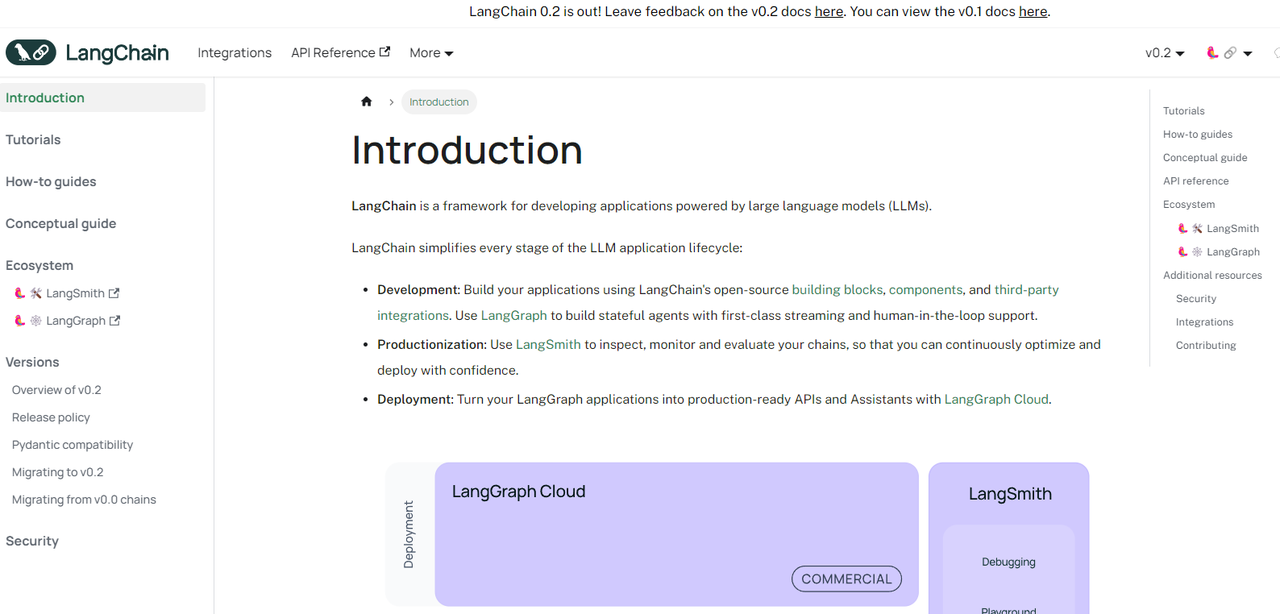 LangChain 0.2 is out! Leave feedback on the v0.2 docs here. You can view the v0.1 docs here.
LangChain
Integrations
API Reference
More
v0.2
Introduction
Tutorials
How-to guides
Conceptual guide
Ecosystem
LangSmith
LangGraph
Versions
Overview of v0.2
Release policy
Pydantic compatibility
Migrating to v0.2
Migrating from v0.0 chains
Security
Introduction
Introduction
LangChain is a framework for developing applications powered by large language models (LLMs).
LangChain simplifies every stage of the LLM application lifecycle:
• Development: Build your applications using LangChain's open-source building blocks, components, and third-party
integrations. Use LangGraph to build stateful agents with first-class streaming and human-in-the-loop support.
• Productionization: Use LangSmith to inspect, monitor and evaluate your chains, so that you can continuously optimize and
deploy with confidence.
• Deployment: Turn your LangGraph applications into production-ready APIs and Assistants with LangGraph Cloud.
Deployment
LangGraph Cloud
COMMERCIAL
LangSmith
Debugging
Playground
Tutorials
How-to guides
Conceptual guide
API reference
Ecosystem
LangSmith
LangGraph
Additional resources
Security
Integrations
Contributing